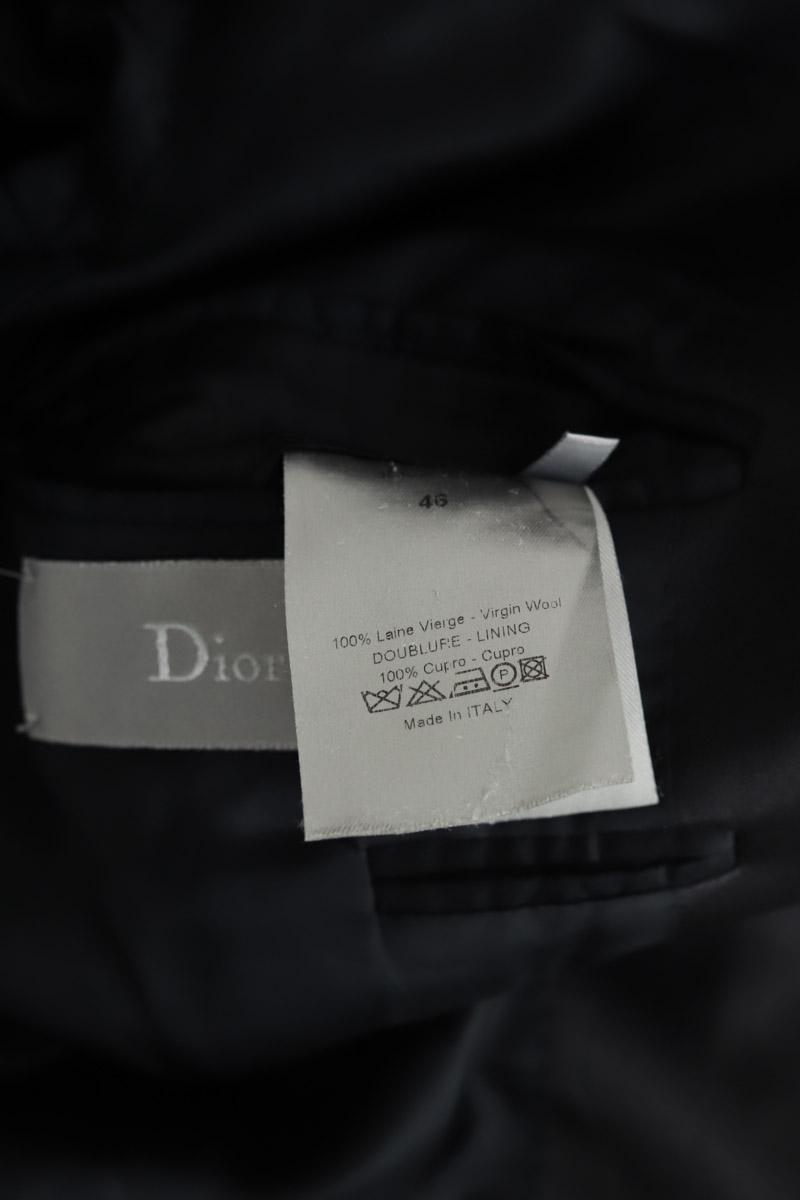 46
Dior
100% Laine Vierge - Virgin Wool
DOUBLURE - LINING
100% Cupro - Cupro
P
Made In ITALY